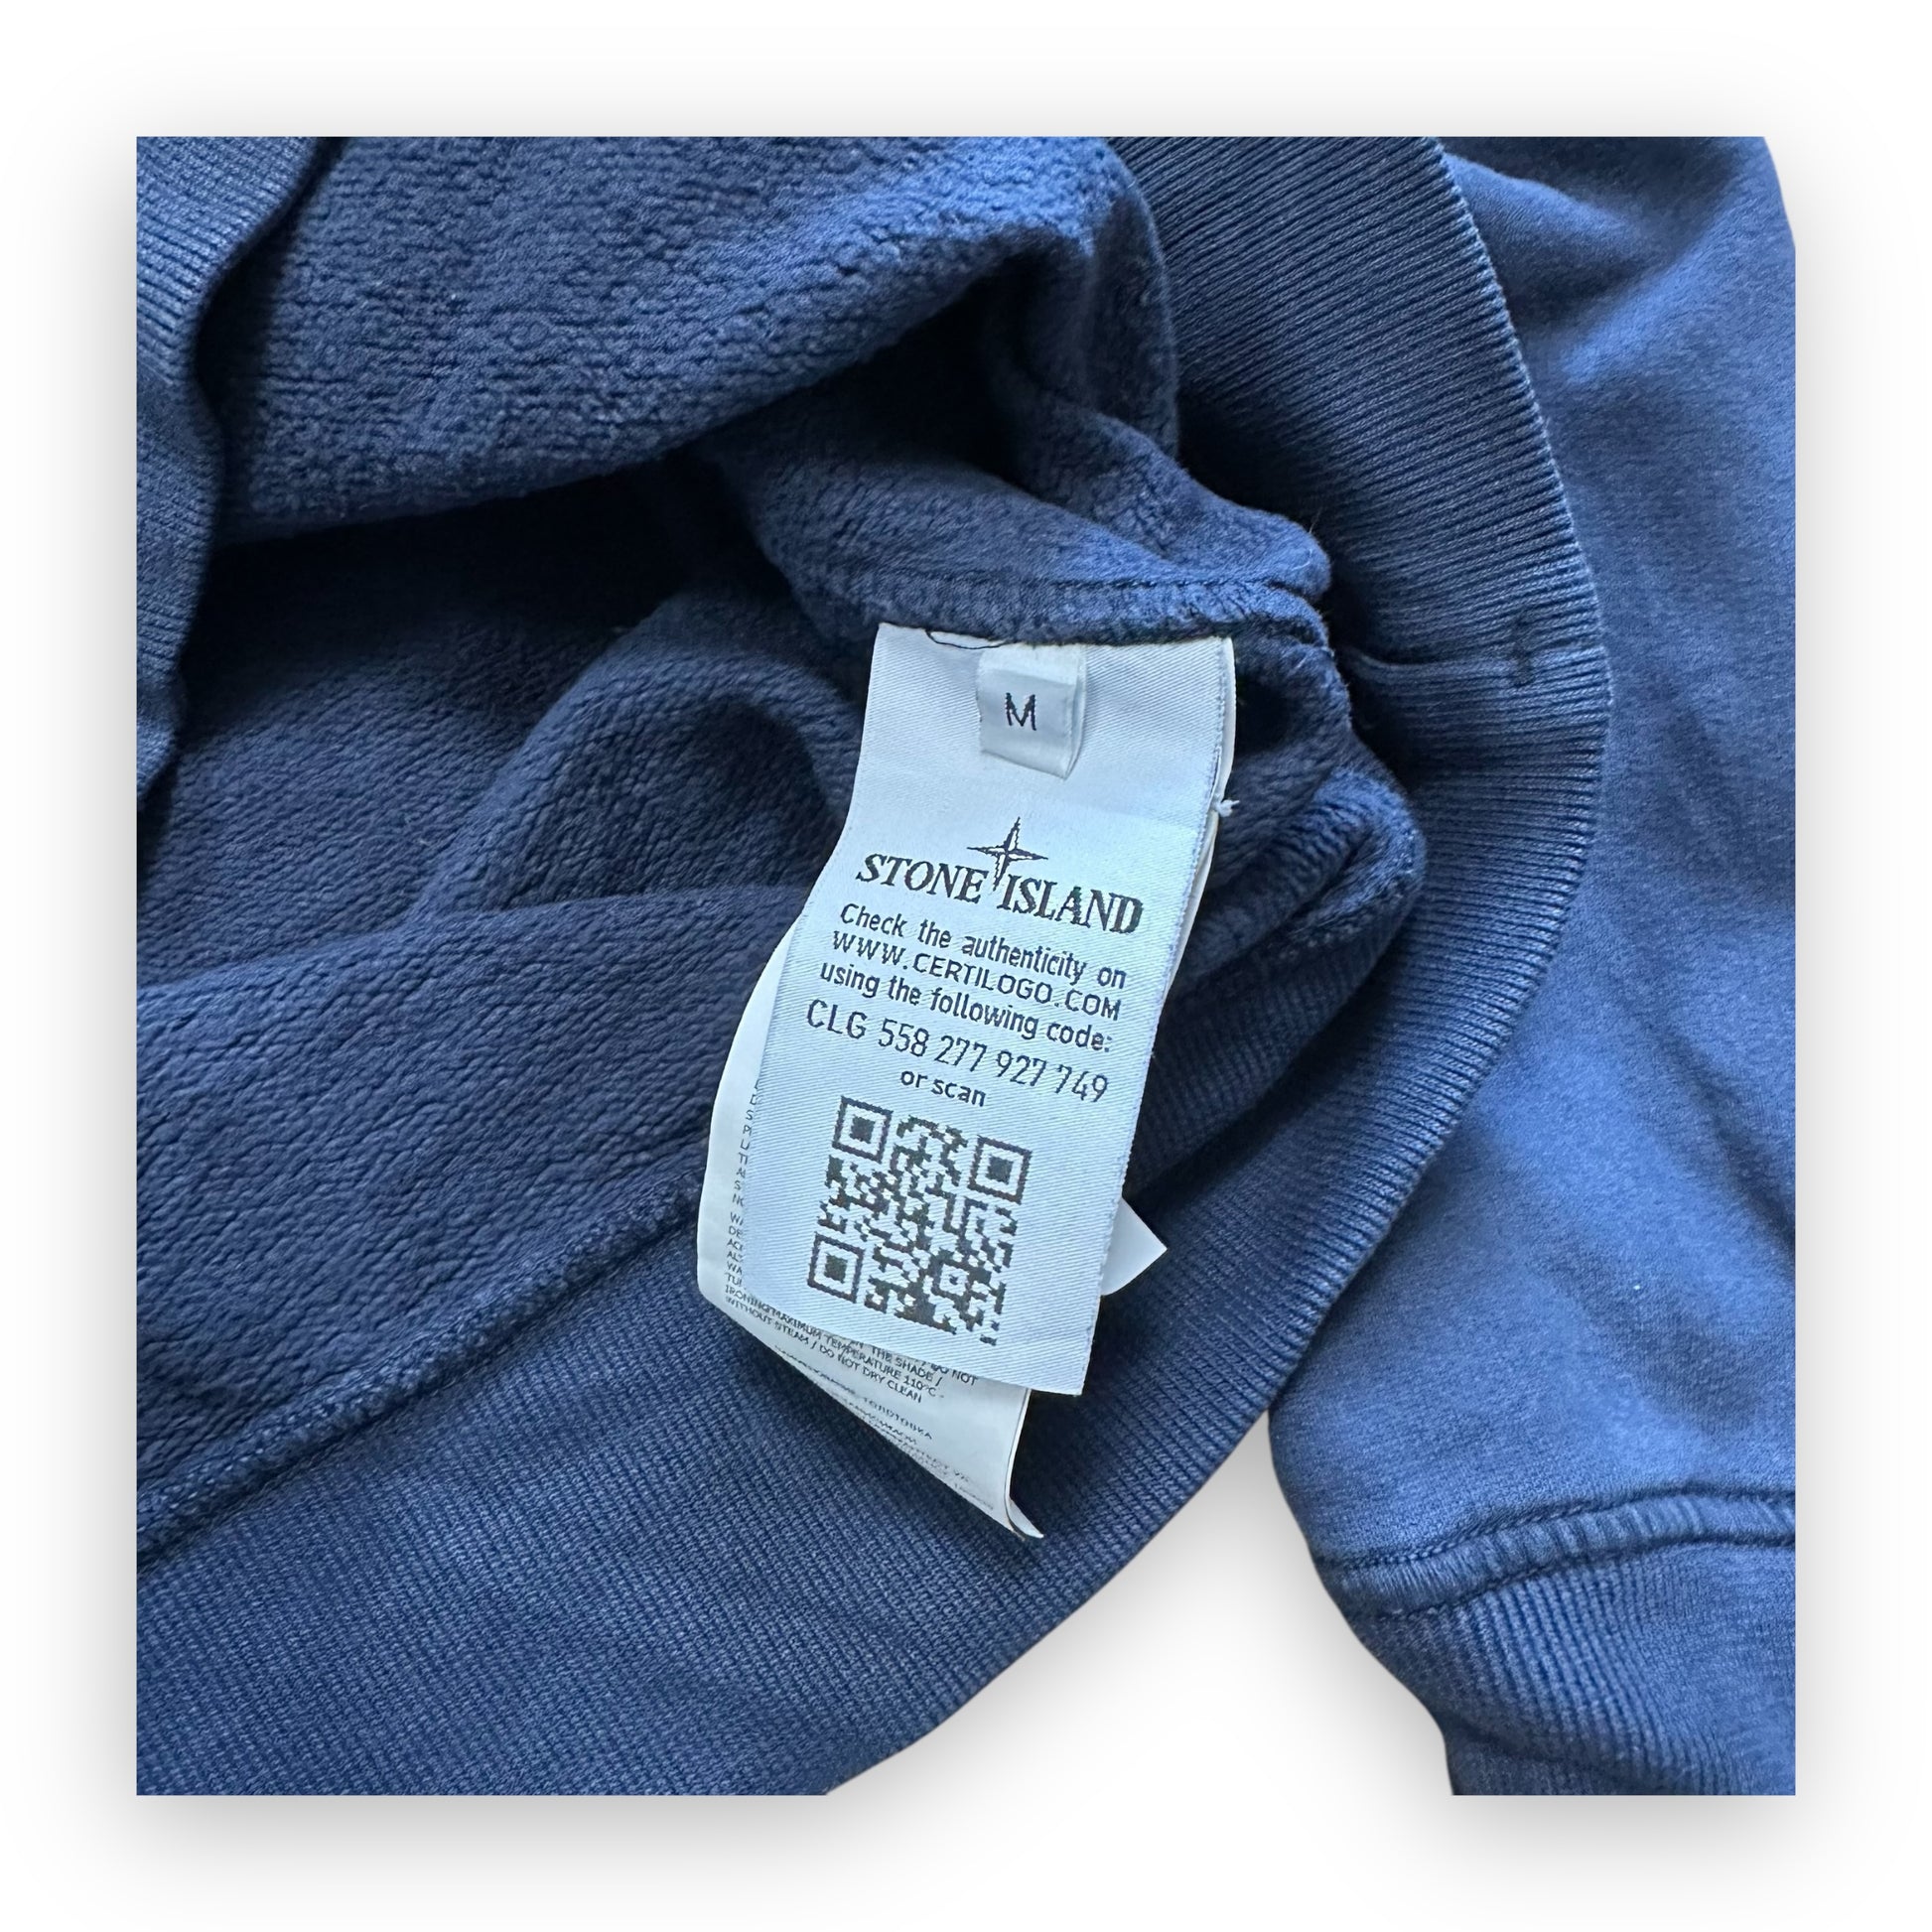 M
STONE ISLAND
Check the authenticity on
WWW.CERTILOGO.COM
using the following code:
CLG 558 277 927 749
or scan
THE SHADE / DO NOT
IRONING MAXIMUM TEMPERATURE 110°C -
WITHOUT STEAM / DO NOT DRY CLEAN